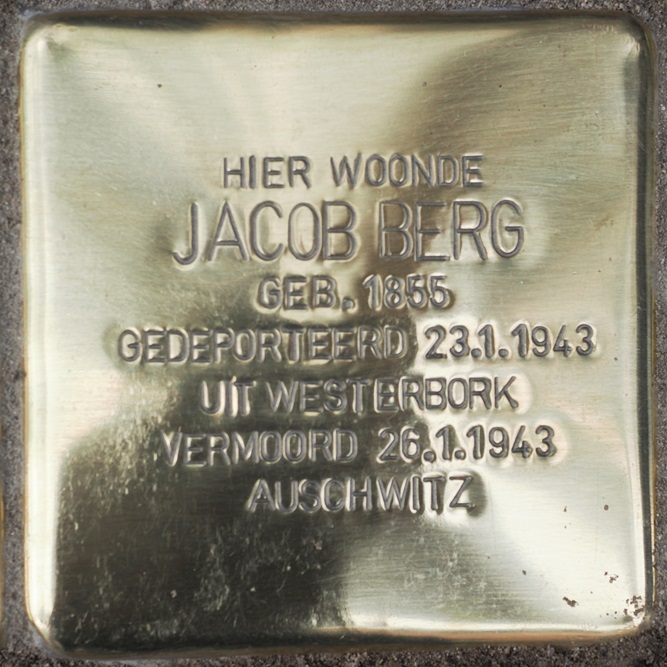 HIER WOONDE
JACOB BERG
GEB. 1855
GEDEPORTEERD 23.1.1943
UIT WESTERBORK
VERMOORD 26.1.1943
AUSCHWITZ